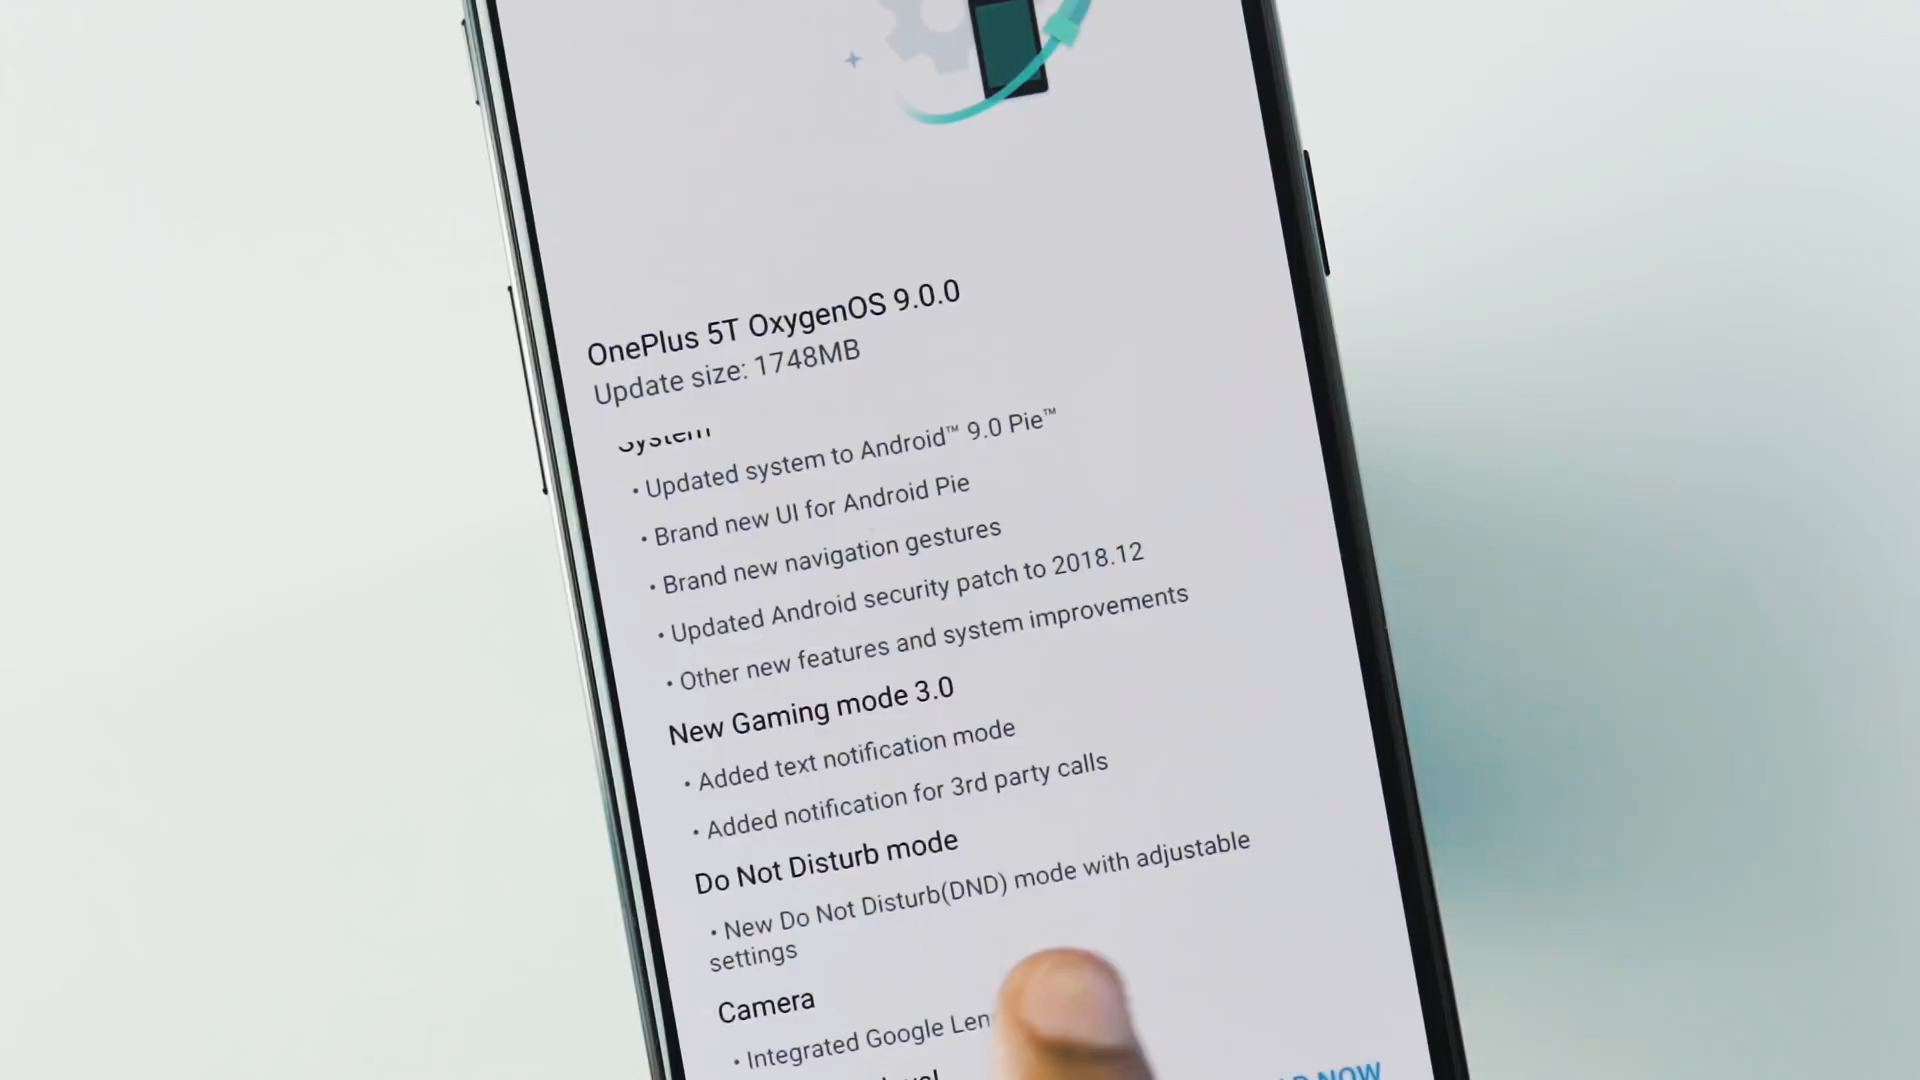 OnePlus 5T OxygenOS 9.0.0
Update size: 1748MB
System
• Updated system to Android™ 9.0 Pie™
• Brand new UI for Android Pie
• Brand new navigation gestures
• Updated Android security patch to 2018.12
• Other new features and system improvements
New Gaming mode 3.0
• Added text notification mode
• Added notification for 3rd party calls
Do Not Disturb mode
• New Do Not Disturb(DND) mode with adjustable
settings
Camera
• Integrated Google
NOW